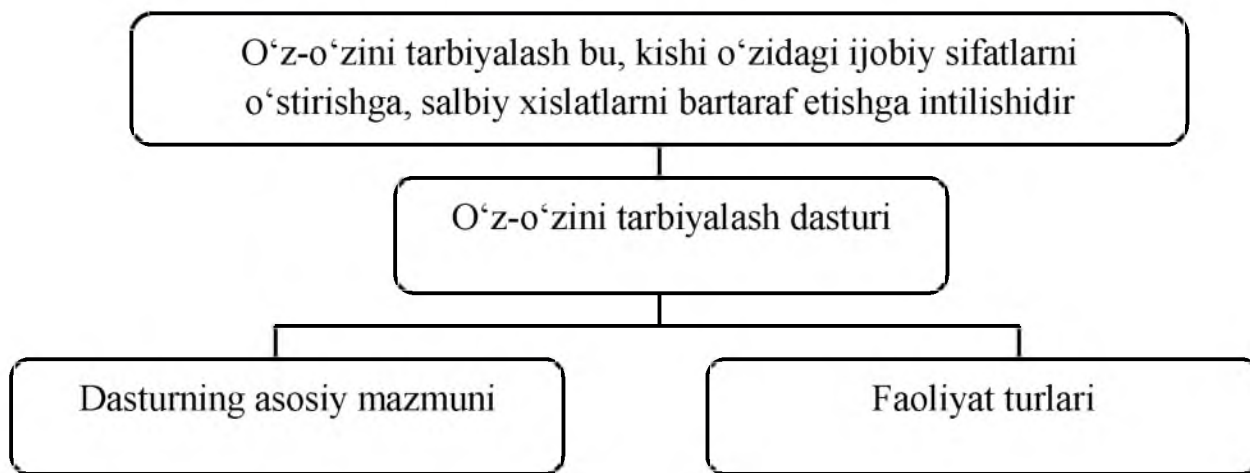 O‘z-o‘zini tarbiyalash bu, kishi o‘zidagi ijobiy sifatlarni
o‘stirishga, salbiy xislatlarni bartaraf etishga intilishidir
O‘z-o‘zini tarbiyalash dasturi
Dasturning asosiy mazmuni
Faoliyat turlari